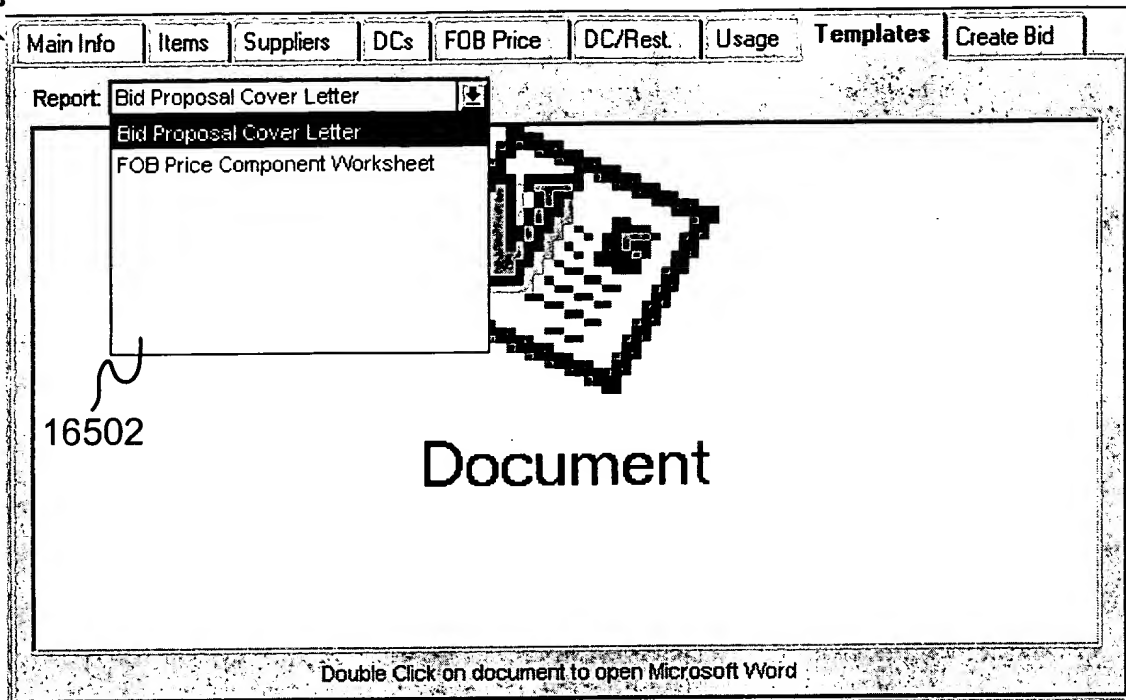 Main Info Items Suppliers DCs FOB Price DC/Rest. Usage Templates Create Bid
Report: Bid Proposal Cover Letter
Bid Proposal Cover Letter
FOB Price Component Worksheet
16502
Document
Double Click on document to open Microsoft Word